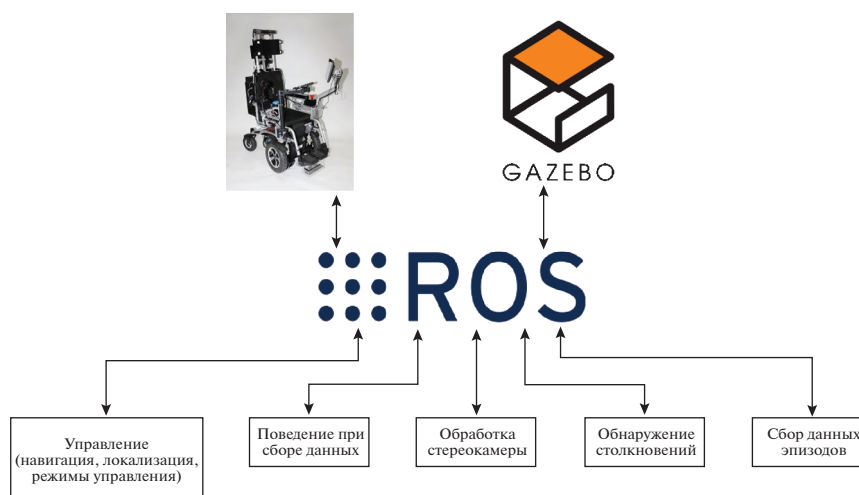 GAZEBO
ROS
Управление
(навигация, локализация,
режимы управления)
Поведение при
сборе данных
Обработка
стереокамеры
Обнаружение
столкновений
Сбор данных
эпизодов